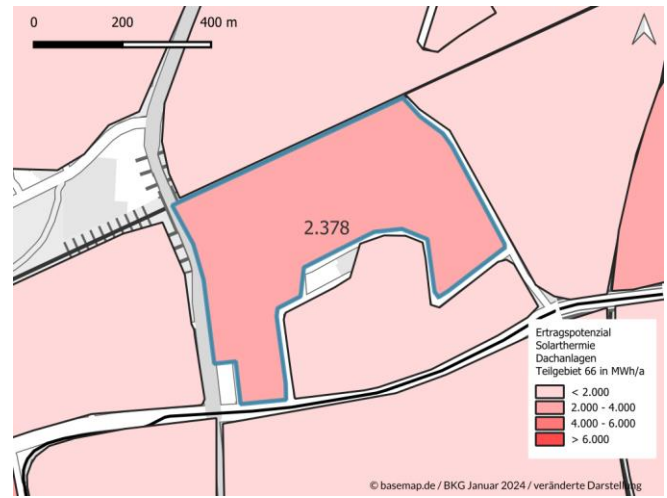 0 200 400 m
2.378
Ertragspotenzial
Solarthermie
Dachanlagen
Teilgebiet 66 in MWh/a
< 2.000
2.000 - 4.000
4.000 - 6.000
> 6.000
© basemap.de / BKG Januar 2024 / veränderte Darstellung